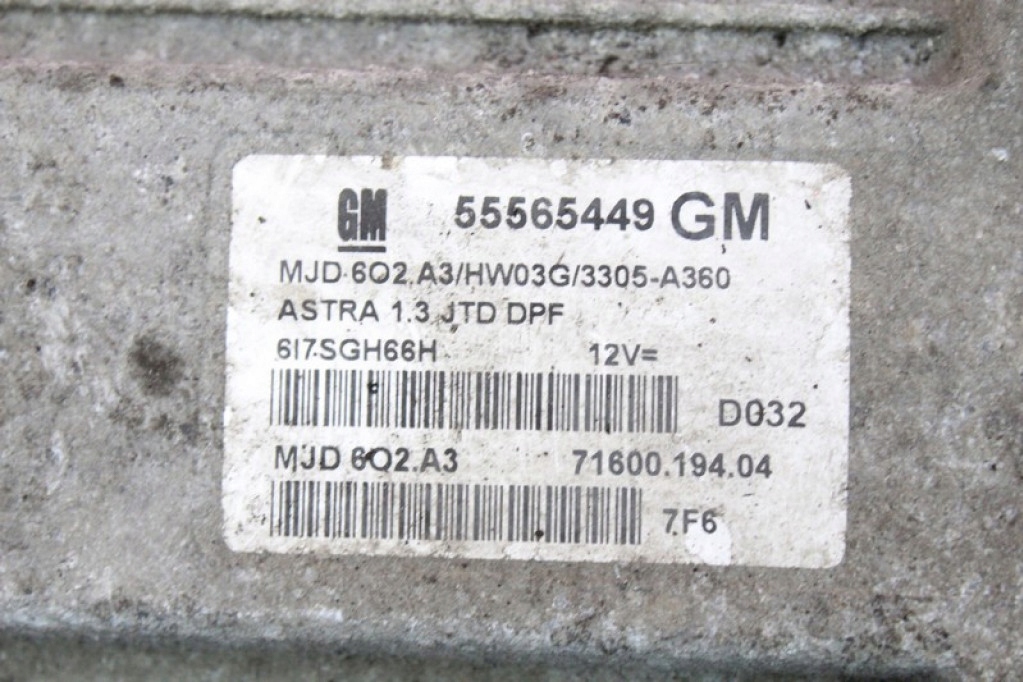 GM 55565449 GM
MJD 6O2.A3/HW03G/3305-A360
ASTRA 1.3 JTD DPF
6I7SGH66H 12V=
D032
MJD 6O2.A3 71600.194.04
7F6